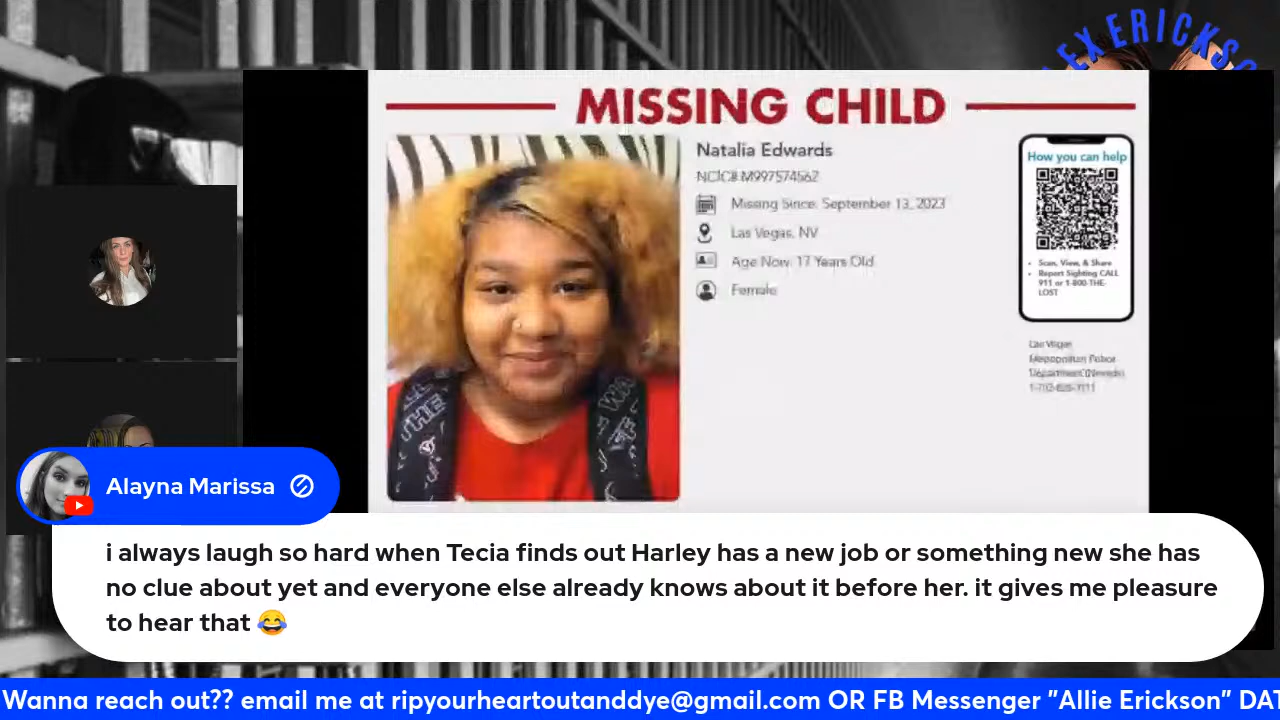 EX ERICKSO
MISSING CHILD
Natalia Edwards
NCIC# M997574562
Missing Since: September 13, 2023
Las Vegas, NV
Age Now: 17 Years Old
Female
How you can help
• Scan, View, & Share
• Report Sighting CALL
911 or 1-800-THE-
LOST
Las Vegas
Metropolitan Police
Department (Nevada)
Alayna Marissa
i always laugh so hard when Tecia finds out Harley has a new job or something new she has
no clue about yet and everyone else already knows about it before her. it gives me pleasure
to hear that 😂
Wanna reach out?? email me at ripyourheartoutanddye@gmail.com OR FB Messenger "Allie Erickson" DAT